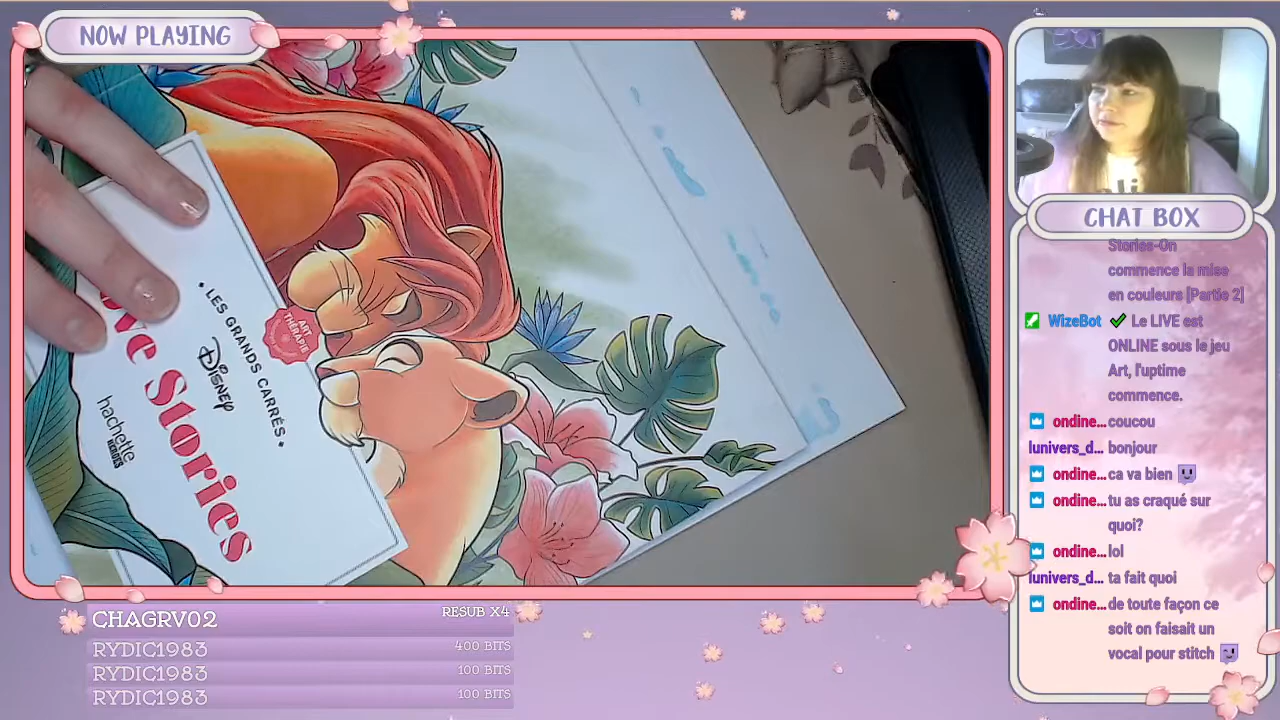 NOW PLAYING
• LES GRANDS CARRÉS •
Disney
ART
THÉRAPIE
Love Stories
hachette
HEROES
CHAGRV02 RESUB X4
RYDIC1983 400 BITS
RYDIC1983 100 BITS
RYDIC1983 100 BITS
CHAT BOX
Stories-On
commence la mise
en couleurs [Partie 2]
WizeBot Le LIVE est
ONLINE sous le jeu
Art, l'uptime
commence.
ondine... coucou
lunivers_d... bonjour
ondine... ca va bien
ondine... tu as craqué sur
quoi?
ondine... lol
lunivers_d... ta fait quoi
ondine... de toute façon ce
soit on faisait un
vocal pour stitch